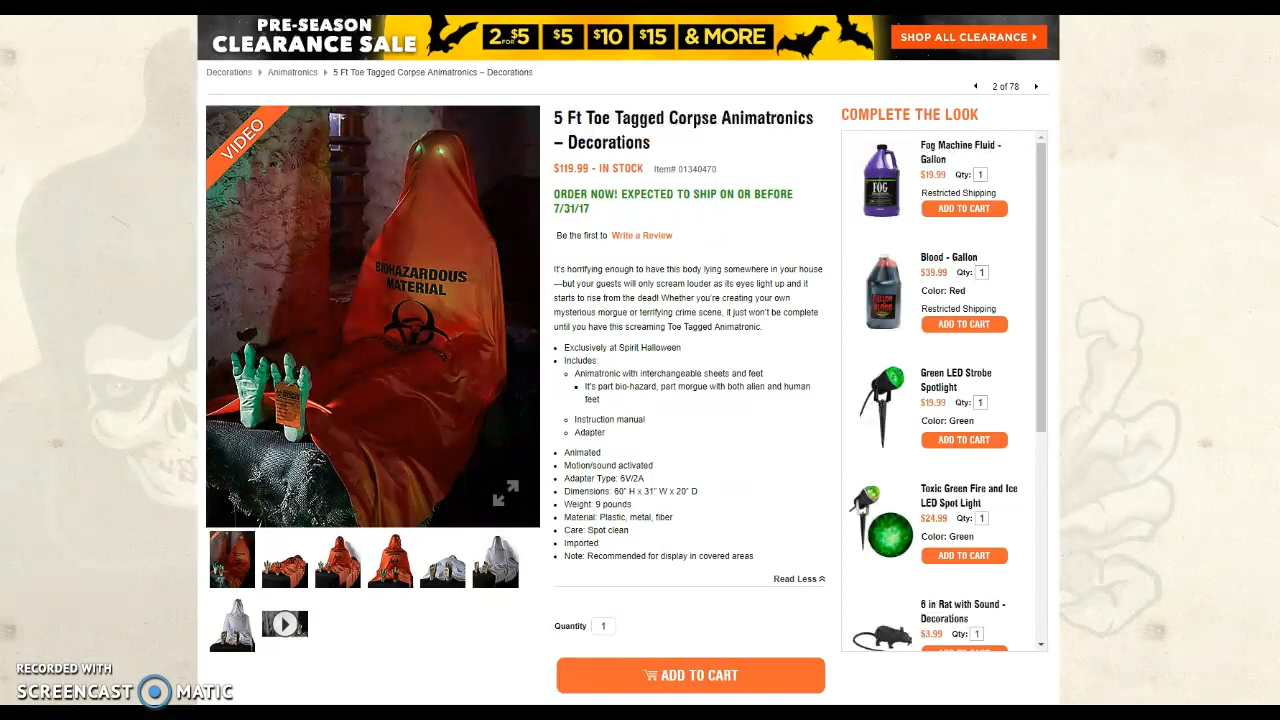 PRE-SEASON
CLEARANCE SALE
2 FOR $5 $5 $10 $15 & MORE
SHOP ALL CLEARANCE
Decorations Animatronics 5 Ft Toe Tagged Corpse Animatronics – Decorations
2 of 78
VIDEO
BIOHAZARDOUS
MATERIAL
5 Ft Toe Tagged Corpse Animatronics
– Decorations
$119.99 - IN STOCK Item# 01340470
ORDER NOW! EXPECTED TO SHIP ON OR BEFORE
7/31/17
Be the first to Write a Review
It's horrifying enough to have this body lying somewhere in your house
—but your guests will only scream louder as its eyes light up and it
starts to rise from the dead! Whether you're creating your own
mysterious morgue or terrifying crime scene, it just won't be complete
until you have this screaming Toe Tagged Animatronic.
Exclusively at Spirit Halloween
Includes:
Animatronic with interchangeable sheets and feet
It's part bio-hazard, part morgue with both alien and human
feet
Instruction manual
Adapter
Animated
Motion/sound activated
Adapter Type: 6V/2A
Dimensions: 60" H x 31" W x 20" D
Weight: 9 pounds
Material: Plastic, metal, fiber
Care: Spot clean
Imported
Note: Recommended for display in covered areas
Read Less
Quantity 1
ADD TO CART
COMPLETE THE LOOK
Fog Machine Fluid -
Gallon
$19.99 Qty: 1
Restricted Shipping
ADD TO CART
FOG
Blood - Gallon
$39.99 Qty: 1
Color: Red
Restricted Shipping
ADD TO CART
GALLON
BLOOD
Green LED Strobe
Spotlight
$19.99 Qty: 1
Color: Green
ADD TO CART
Toxic Green Fire and Ice
LED Spot Light
$24.99 Qty: 1
Color: Green
ADD TO CART
6 in Rat with Sound -
Decorations
$3.99 Qty: 1
ADD TO CART
RECORDED WITH
SCREENCAST MATIC